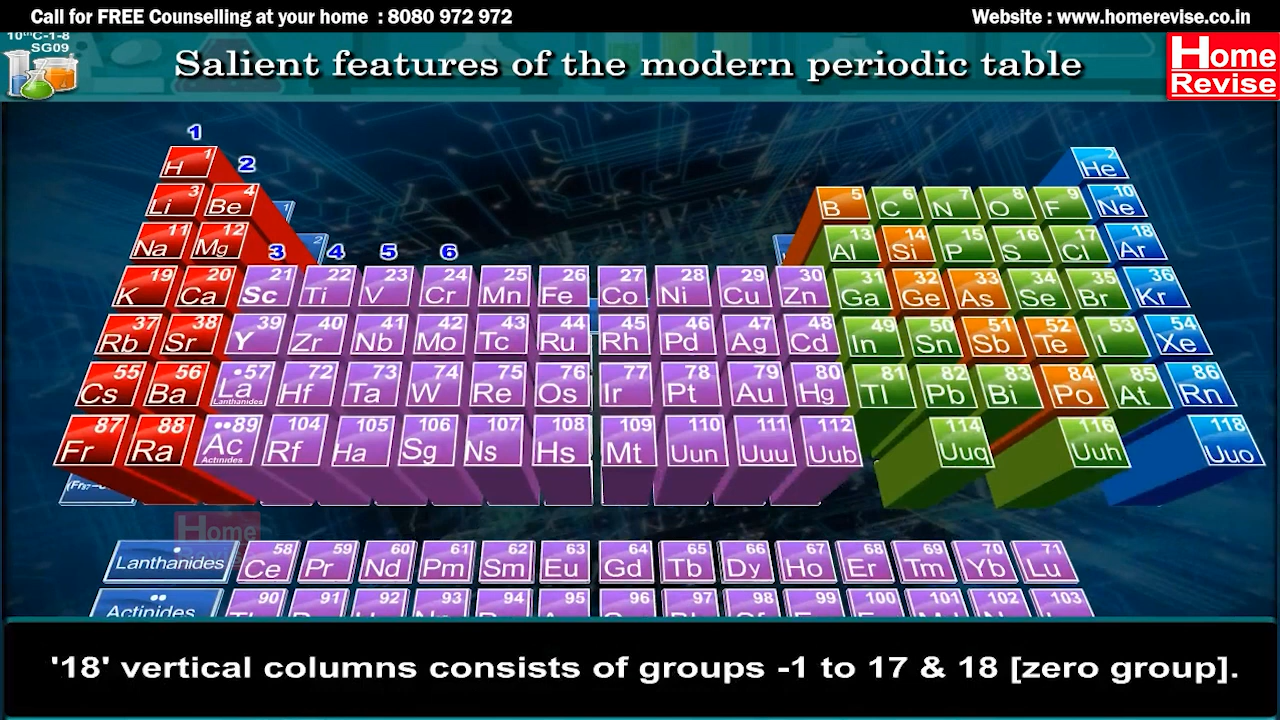 Call for FREE Counselling at your home : 8080 972 972
Website : www.homerevise.co.in
10thC-1-8
SG09
Salient features of the modern periodic table
Home
Revise
1
H 1
2
He 2
Li 3 Be 4
B 5 C 6 N 7 O 8 F 9 Ne 10
1
Na 11 Mg 12
Al 13 Si 14 P 15 S 16 Cl 17 Ar 18
2
3 4 5 6
K 19 Ca 20 Sc 21 Ti 22 V 23 Cr 24 Mn 25 Fe 26 Co 27 Ni 28 Cu 29 Zn 30 Ga 31 Ge 32 As 33 Se 34 Br 35 Kr 36
Rb 37 Sr 38 Y 39 Zr 40 Nb 41 Mo 42 Tc 43 Ru 44 Rh 45 Pd 46 Ag 47 Cd 48 In 49 Sn 50 Sb 51 Te 52 I 53 Xe 54
Cs 55 Ba 56 La •57 Lanthanides Hf 72 Ta 73 W 74 Re 75 Os 76 Ir 77 Pt 78 Au 79 Hg 80 Tl 81 Pb 82 Bi 83 Po 84 At 85 Rn 86
Fr 87 Ra 88 Ac ••89 Actinides Rf 104 Ha 105 Sg 106 Ns 107 Hs 108 Mt 109 Uun 110 Uuu 111 Uub 112 Uuq 114 Uuh 116 Uuo 118
Home
• Lanthanides Ce 58 Pr 59 Nd 60 Pm 61 Sm 62 Eu 63 Gd 64 Tb 65 Dy 66 Ho 67 Er 68 Tm 69 Yb 70 Lu 71
•• Actinides 90 91 92 93 94 95 96 97 98 99 100 101 102 103
'18' vertical columns consists of groups -1 to 17 & 18 [zero group].